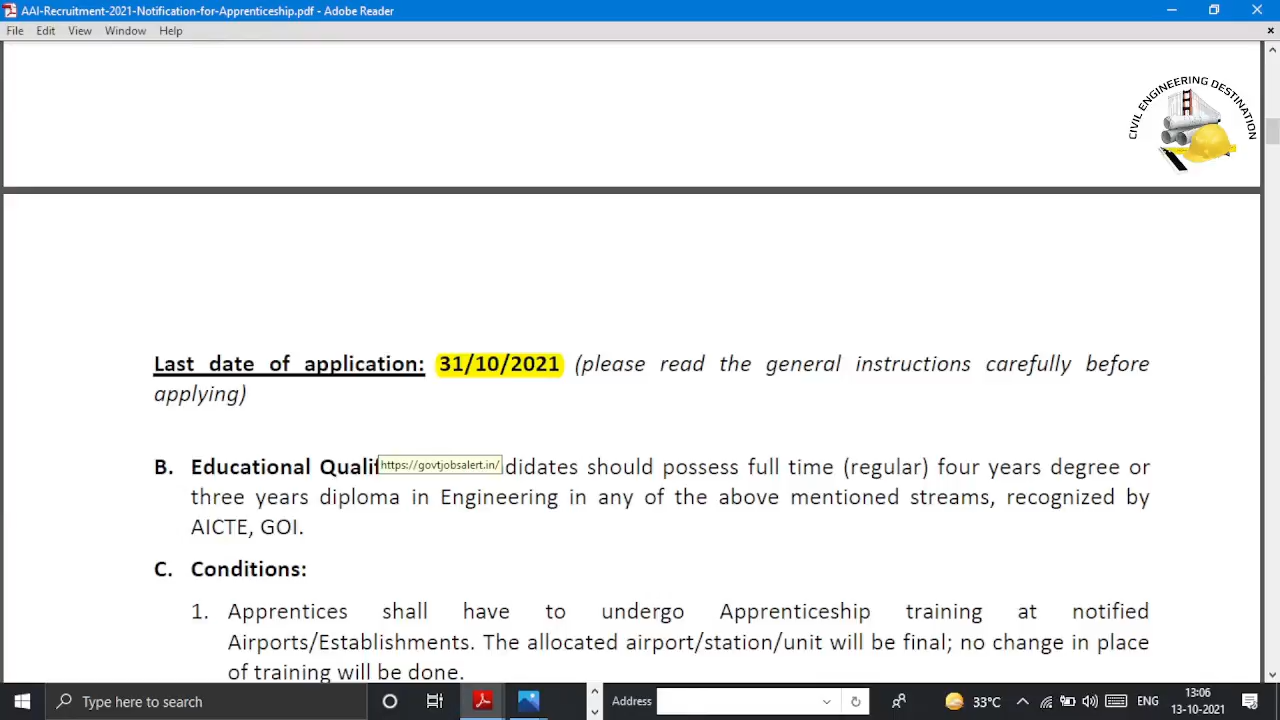 AAI-Recruitment-2021-Notification-for-Apprenticeship.pdf - Adobe Reader
File Edit View Window Help
CIVIL ENGINEERING DESTINATION
Last date of application: 31/10/2021 (please read the general instructions carefully before
applying)
B. Educational Qualif https://govtjobsalert.in/ didates should possess full time (regular) four years degree or
three years diploma in Engineering in any of the above mentioned streams, recognized by
AICTE, GOI.
C. Conditions:
1. Apprentices shall have to undergo Apprenticeship training at notified
Airports/Establishments. The allocated airport/station/unit will be final; no change in place
of training will be done.
Type here to search Address 33°C ENG 13:06
13-10-2021